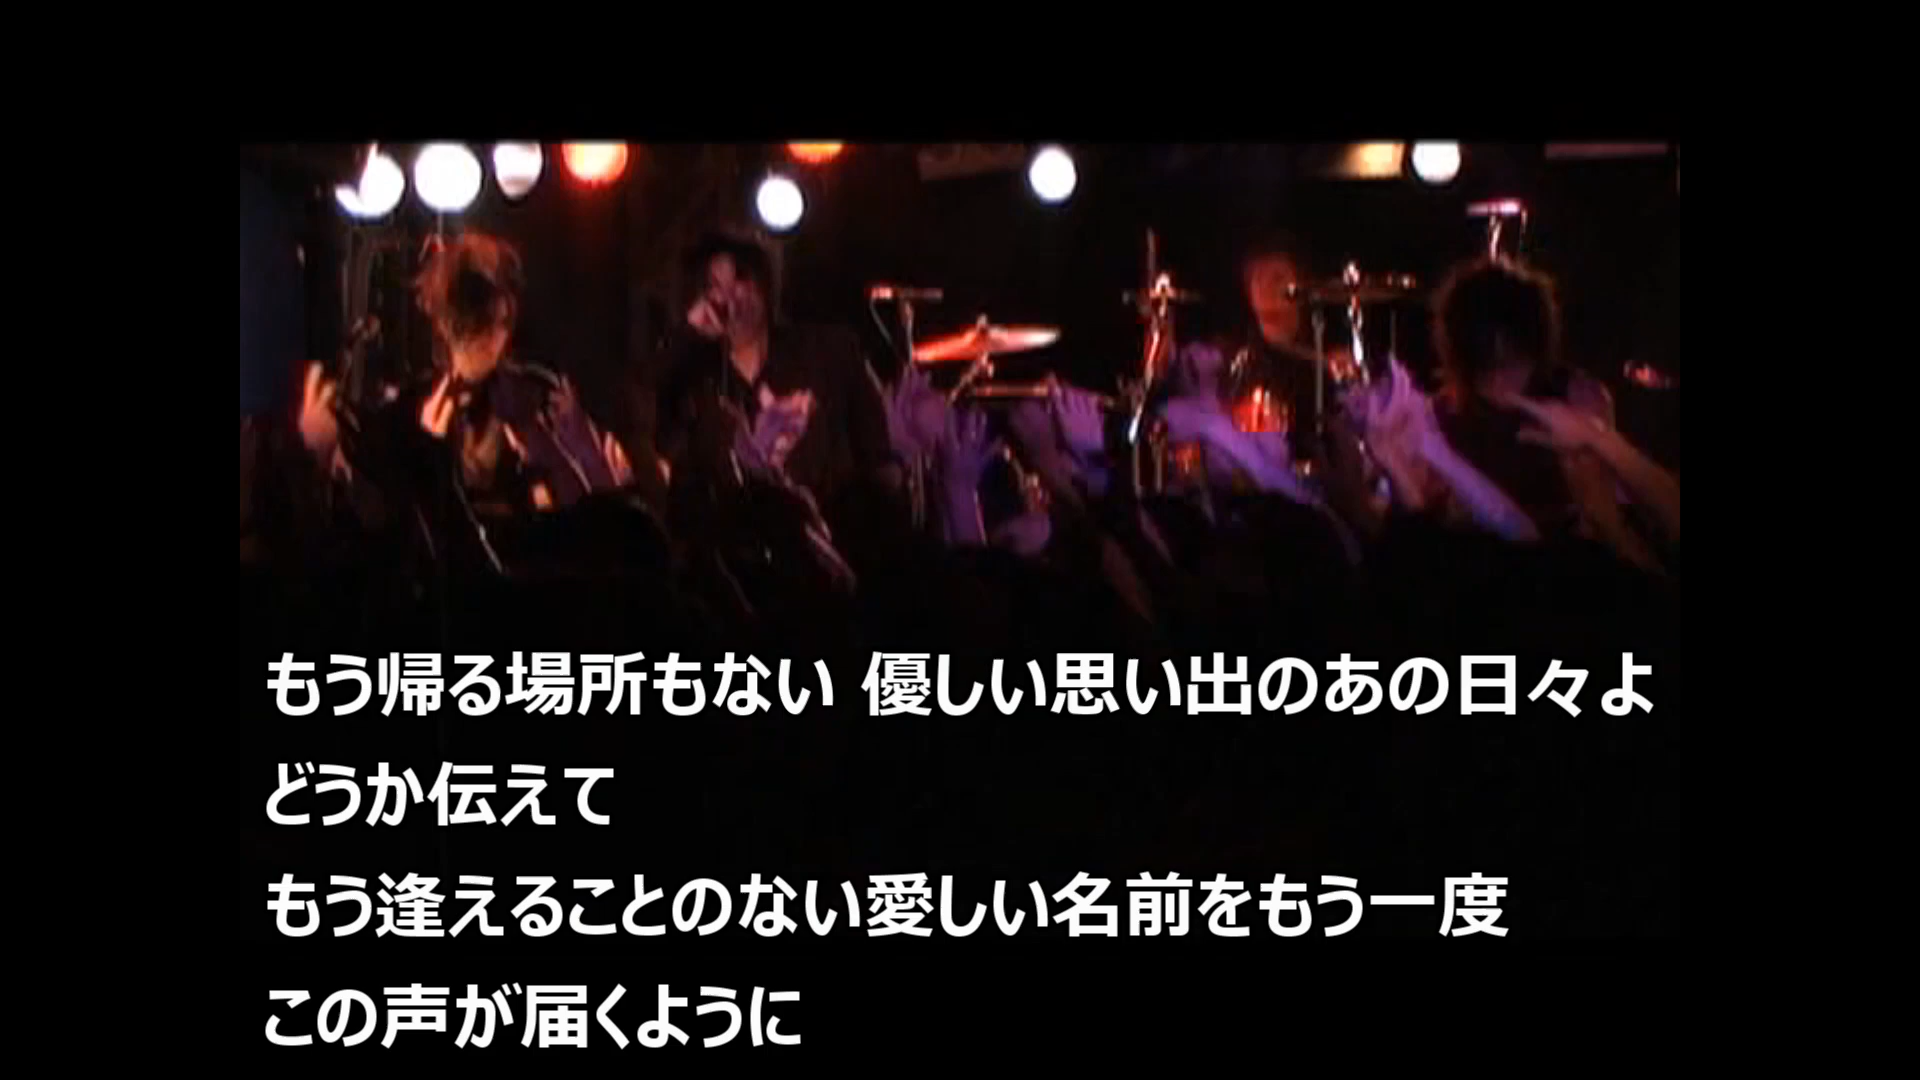 もう帰る場所もない 優しい思い出のあの日々よ
どうか伝えて
もう逢えることのない愛しい名前をもう一度
この声が届くように